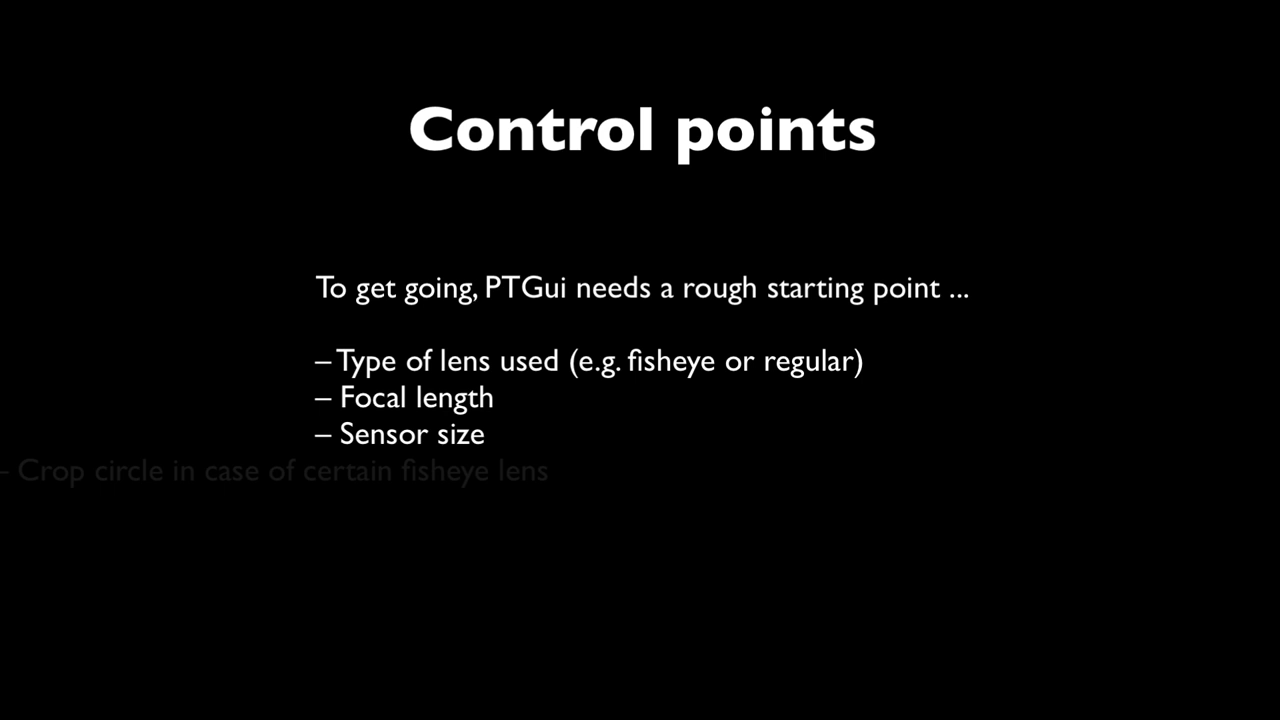 Control points
To get going, PTGui needs a rough starting point ...
– Type of lens used (e.g. fisheye or regular)
– Focal length
– Sensor size
– Crop circle in case of certain fisheye lens